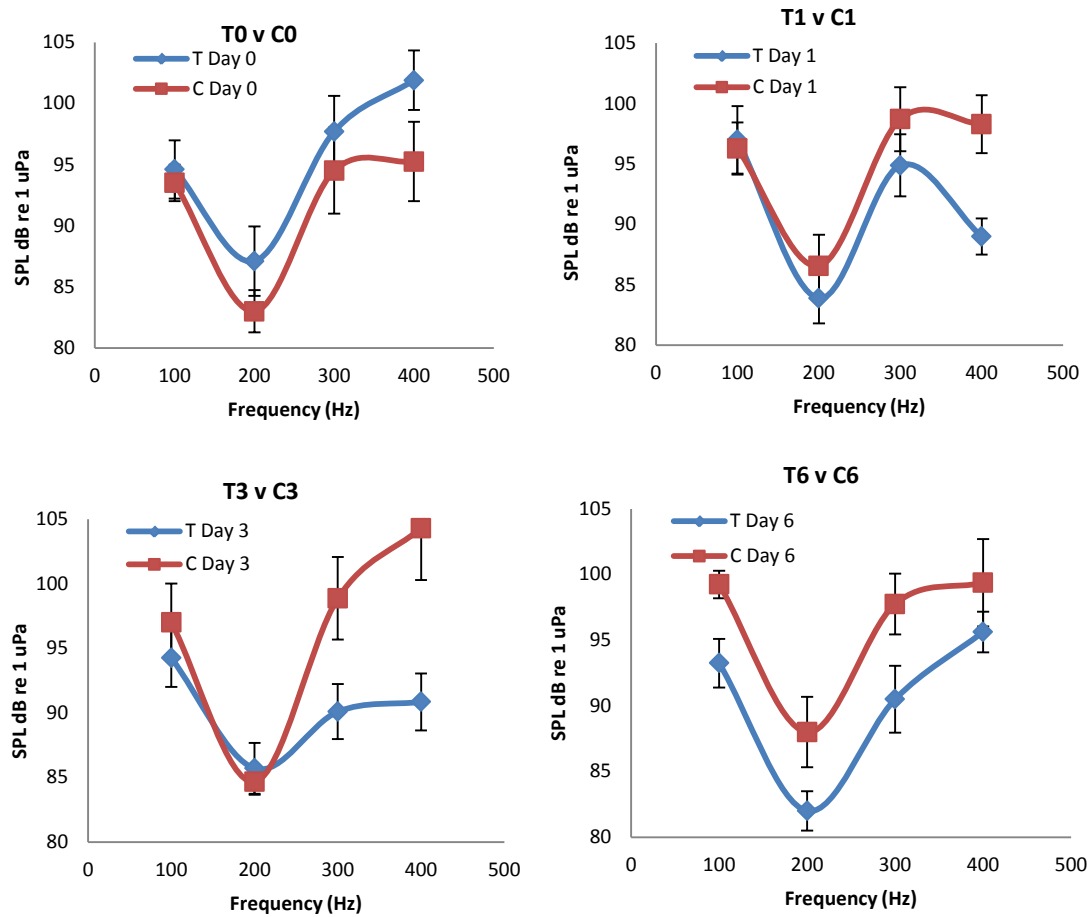 T0 v C0
T Day 0
C Day 0
105
100
95
90
85
80
0 100 200 300 400 500
SPL dB re 1 uPa
Frequency (Hz)
T1 v C1
T Day 1
C Day 1
105
100
95
90
85
80
0 100 200 300 400 500
SPL dB re 1 uPa
Frequency (Hz)
T3 v C3
T Day 3
C Day 3
105
100
95
90
85
80
0 100 200 300 400 500
SPL dB re 1 uPa
Frequency (Hz)
T6 v C6
T Day 6
C Day 6
105
100
95
90
85
80
0 100 200 300 400 500
SPL dB re 1 uPa
Frequency (Hz)